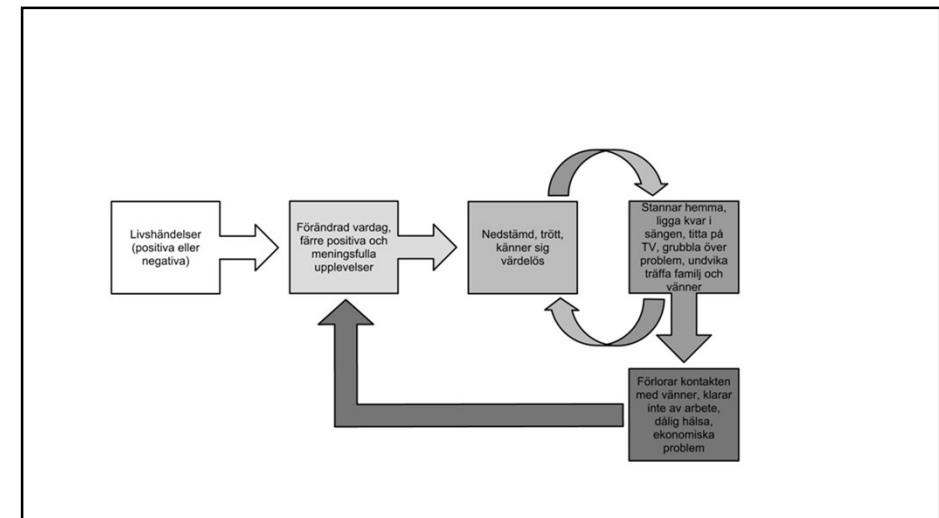 Livshändelser
(positiva eller
negativa)
Förändrad vardag,
färre positiva och
meningsfulla
upplevelser
Nedstämd, trött,
känner sig
värdelös
Stannar hemma,
ligga kvar i
sängen, titta på
TV, grubbla över
problem, undvika
träffa familj och
vänner
Förlorar kontakten
med vänner, klarar
inte av arbete,
dålig hälsa,
ekonomiska
problem